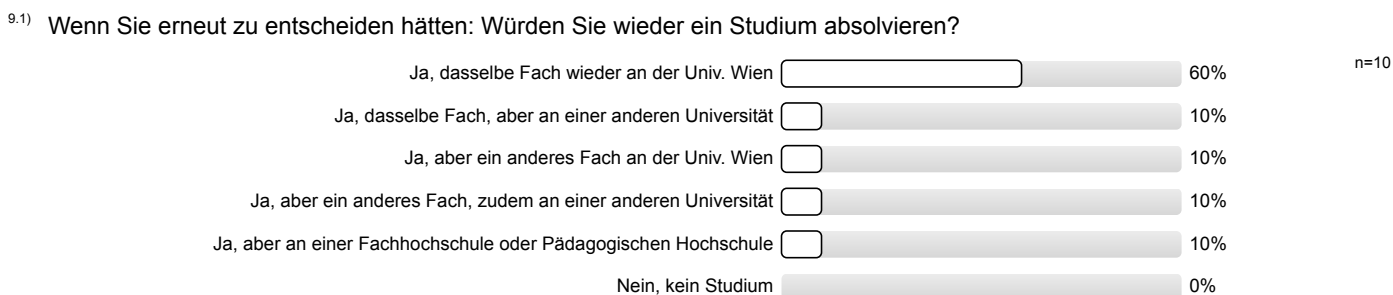 9.1) Wenn Sie erneut zu entscheiden hätten: Würden Sie wieder ein Studium absolvieren?
Ja, dasselbe Fach wieder an der Univ. Wien 60% n=10
Ja, dasselbe Fach, aber an einer anderen Universität 10%
Ja, aber ein anderes Fach an der Univ. Wien 10%
Ja, aber ein anderes Fach, zudem an einer anderen Universität 10%
Ja, aber an einer Fachhochschule oder Pädagogischen Hochschule 10%
Nein, kein Studium 0%